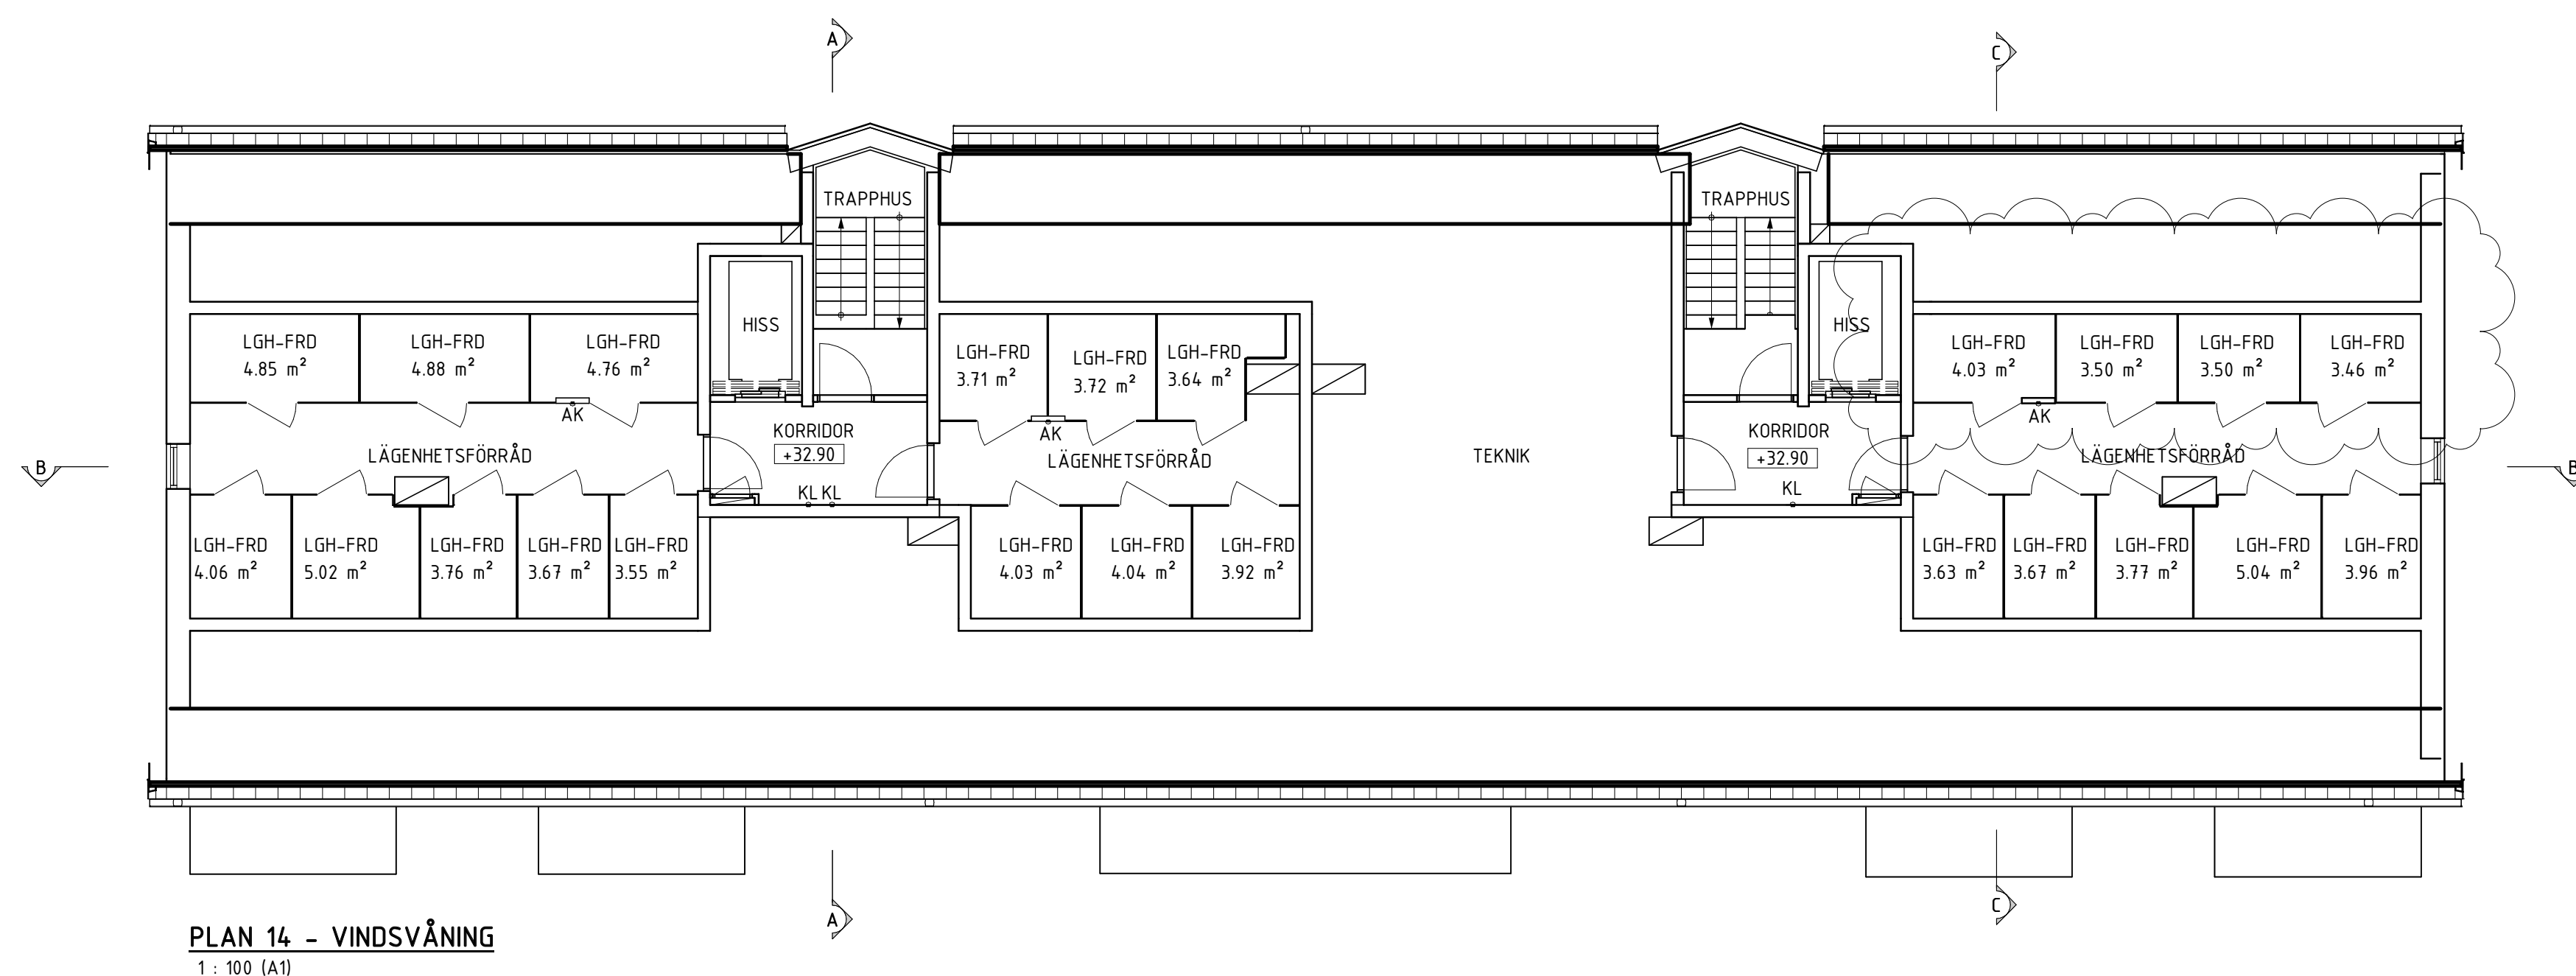 A
C
TRAPPHUS
TRAPPHUS
HISS
HISS
LGH-FRD
4.85 m²
LGH-FRD
4.88 m²
LGH-FRD
4.76 m²
LGH-FRD
3.71 m²
LGH-FRD
3.72 m²
LGH-FRD
3.64 m²
LGH-FRD
4.03 m²
LGH-FRD
3.50 m²
LGH-FRD
3.50 m²
LGH-FRD
3.46 m²
AK
AK
AK
KORRIDOR
+32.90
KORRIDOR
+32.90
B
LÄGENHETSFÖRRÅD
LÄGENHETSFÖRRÅD
TEKNIK
LÄGENHETSFÖRRÅD
B
KL KL
KL
LGH-FRD
4.06 m²
LGH-FRD
5.02 m²
LGH-FRD
3.76 m²
LGH-FRD
3.67 m²
LGH-FRD
3.55 m²
LGH-FRD
4.03 m²
LGH-FRD
4.04 m²
LGH-FRD
3.92 m²
LGH-FRD
3.63 m²
LGH-FRD
3.67 m²
LGH-FRD
3.77 m²
LGH-FRD
5.04 m²
LGH-FRD
3.96 m²
A
C
PLAN 14 - VINDSVÅNING
1 : 100 (A1)